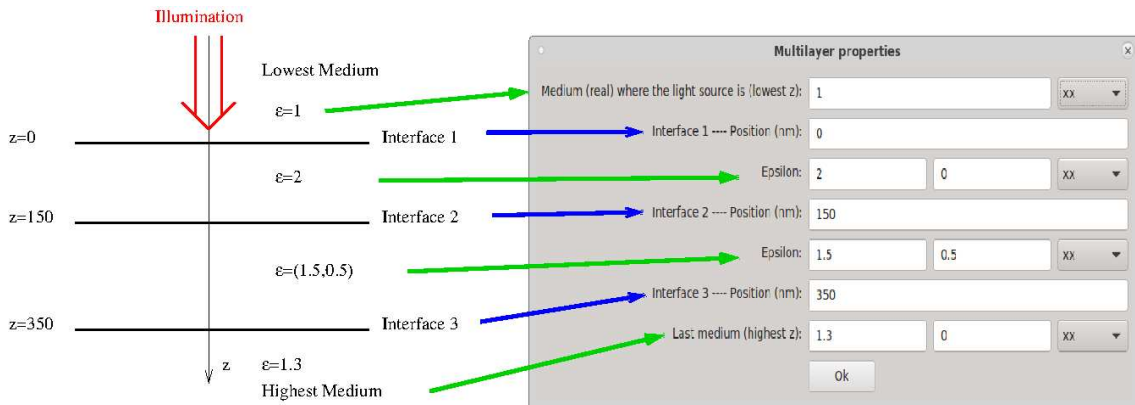 Illumination
Lowest Medium
ε=1
z=0
Interface 1
ε=2
z=150
Interface 2
ε=(1.5,0.5)
z=350
Interface 3
z
ε=1.3
Highest Medium
Multilayer properties
x
Medium (real) where the light source is (lowest z): 1 xx
Interface 1 ---- Position (nm): 0
Epsilon: 2 0 xx
Interface 2 ---- Position (nm): 150
Epsilon: 1.5 0.5 xx
Interface 3 ---- Position (nm): 350
Last medium (highest z): 1.3 0 xx
Ok